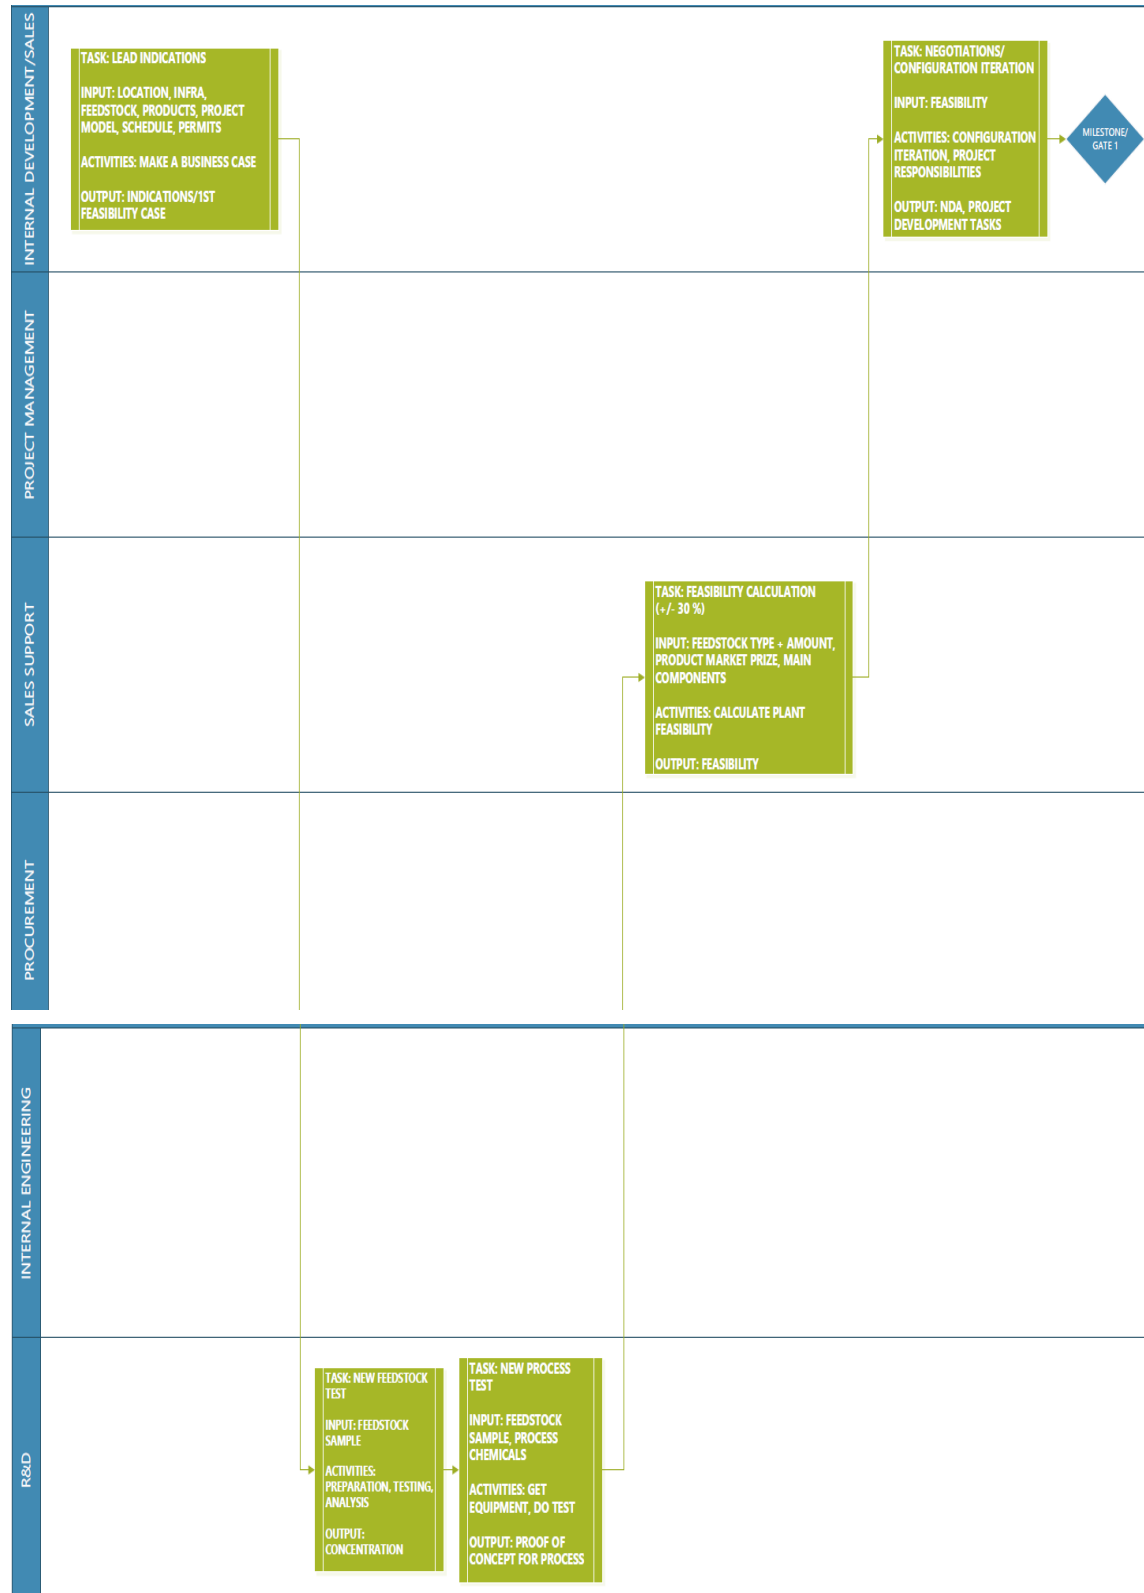 INTERNAL DEVELOPMENT/SALES
TASK: LEAD INDICATIONS
INPUT: LOCATION, INFRA,
FEEDSTOCK, PRODUCTS, PROJECT
MODEL, SCHEDULE, PERMITS
ACTIVITIES: MAKE A BUSINESS CASE
OUTPUT: INDICATIONS/1ST
FEASIBILITY CASE
TASK: NEGOTIATIONS/
CONFIGURATION ITERATION
INPUT: FEASIBILITY
ACTIVITIES: CONFIGURATION
ITERATION, PROJECT
RESPONSIBILITIES
OUTPUT: NDA, PROJECT
DEVELOPMENT TASKS
MILESTONE/
GATE 1
PROJECT MANAGEMENT
SALES SUPPORT
TASK: FEASIBILITY CALCULATION
(+/- 30 %)
INPUT: FEEDSTOCK TYPE + AMOUNT,
PRODUCT MARKET PRIZE, MAIN
COMPONENTS
ACTIVITIES: CALCULATE PLANT
FEASIBILITY
OUTPUT: FEASIBILITY
PROCUREMENT
INTERNAL ENGINEERING
R&D
TASK: NEW FEEDSTOCK
TEST
INPUT: FEEDSTOCK
SAMPLE
ACTIVITIES:
PREPARATION, TESTING,
ANALYSIS
OUTPUT:
CONCENTRATION
TASK: NEW PROCESS
TEST
INPUT: FEEDSTOCK
SAMPLE, PROCESS
CHEMICALS
ACTIVITIES: GET
EQUIPMENT, DO TEST
OUTPUT: PROOF OF
CONCEPT FOR PROCESS